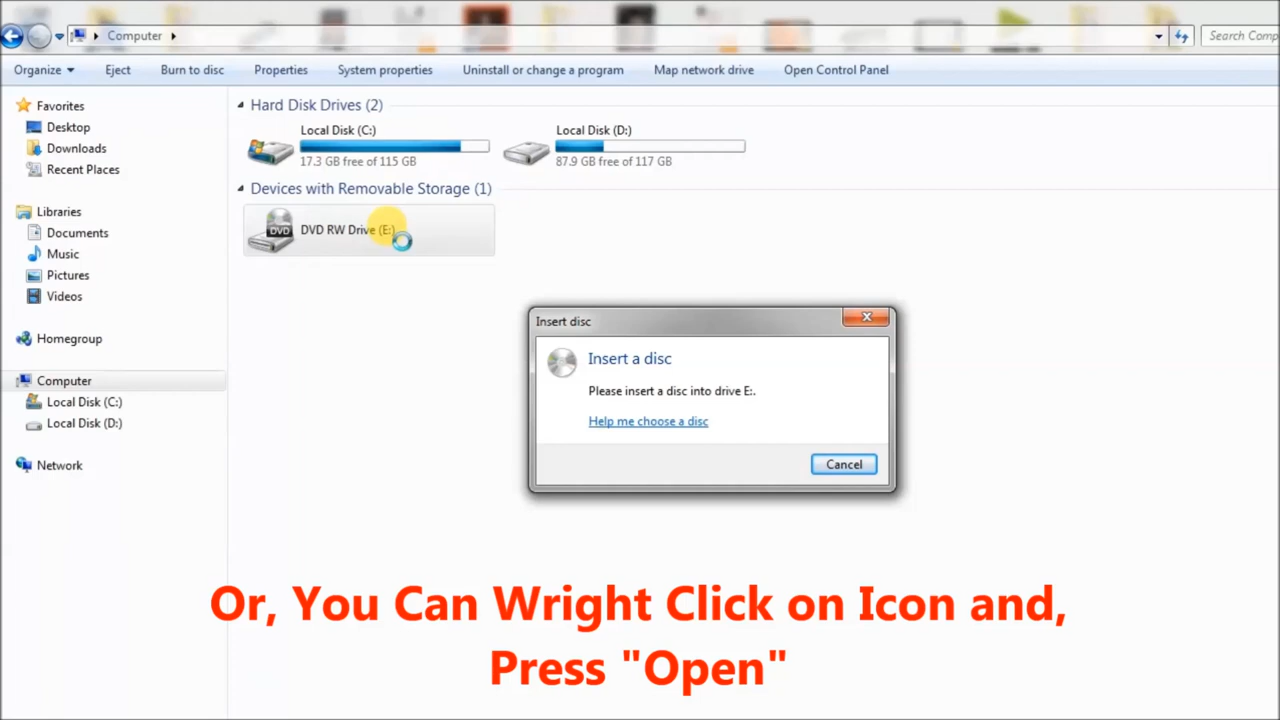 Computer
Search Comp
Organize Eject Burn to disc Properties System properties Uninstall or change a program Map network drive Open Control Panel
Favorites
Desktop
Downloads
Recent Places
Libraries
Documents
Music
Pictures
Videos
Homegroup
Computer
Local Disk (C:)
Local Disk (D:)
Network
Hard Disk Drives (2)
Local Disk (C:)
17.3 GB free of 115 GB
Local Disk (D:)
87.9 GB free of 117 GB
Devices with Removable Storage (1)
DVD
DVD RW Drive (E:)
Insert disc
Insert a disc
Please insert a disc into drive E:.
Help me choose a disc
Cancel
Or, You Can Wright Click on Icon and,
Press "Open"